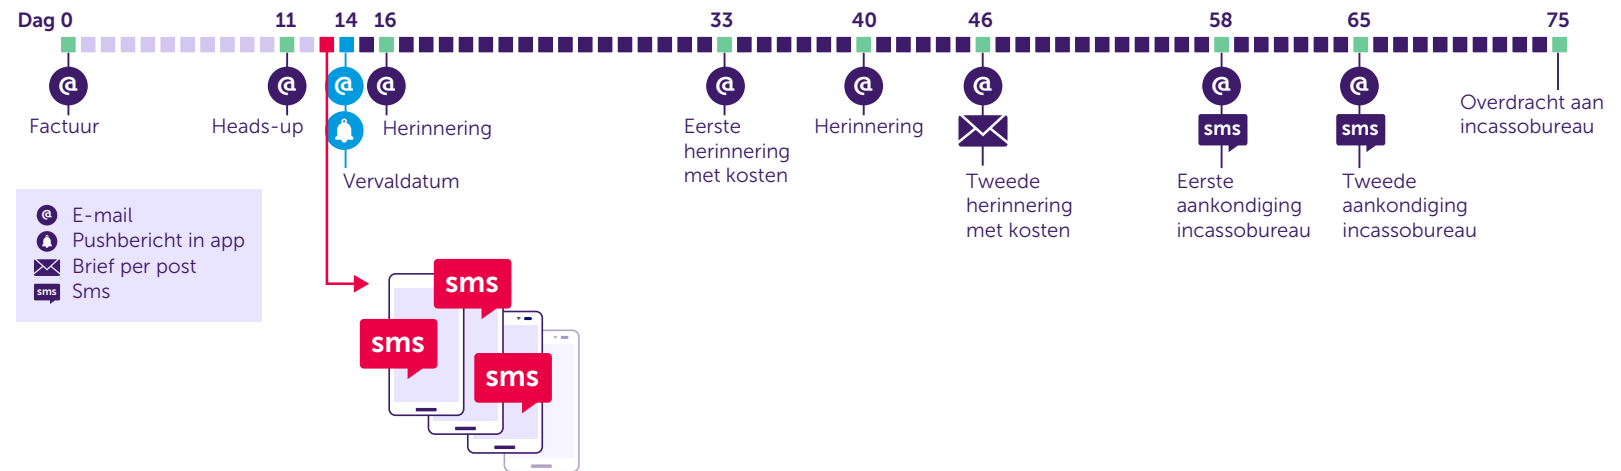 Dag 0 11 14 16 33 40 46 58 65 75
@ @ @ @ @ @ @ @ @
sms sms
Factuur
Heads-up
Herinnering
Vervaldatum
Eerste
herinnering
met kosten
Herinnering
Tweede
herinnering
met kosten
Eerste
aankondiging
incassobureau
Tweede
aankondiging
incassobureau
Overdracht aan
incassobureau
@ E-mail
Pushbericht in app
Brief per post
sms Sms
sms
sms
sms